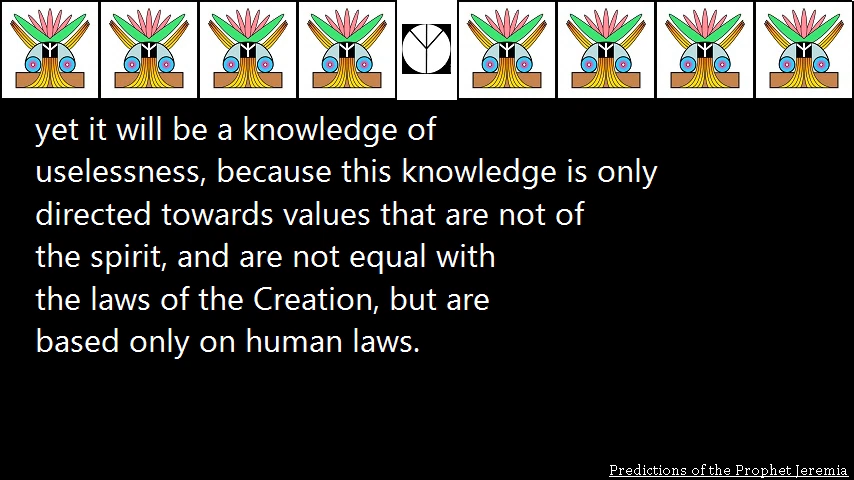 yet it will be a knowledge of
uselessness, because this knowledge is only
directed towards values that are not of
the spirit, and are not equal with
the laws of the Creation, but are
based only on human laws.
Predictions of the Prophet Jeremia